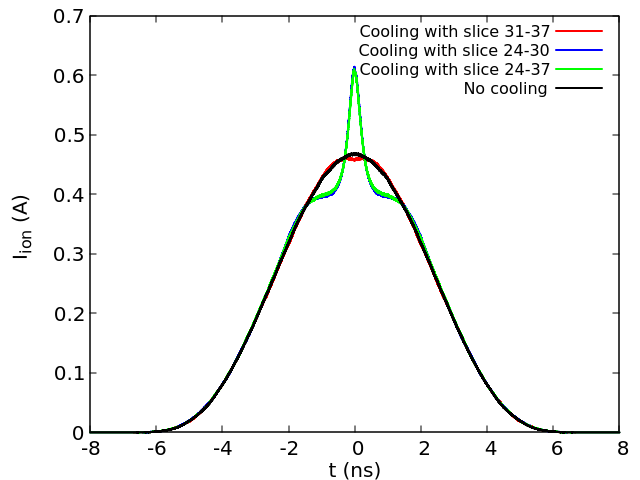 0.7
0.6
0.5
0.4
0.3
0.2
0.1
0
-8
-6
-4
-2
0
2
4
6
8
I_ion (A)
t (ns)
Cooling with slice 31-37
Cooling with slice 24-30
Cooling with slice 24-37
No cooling